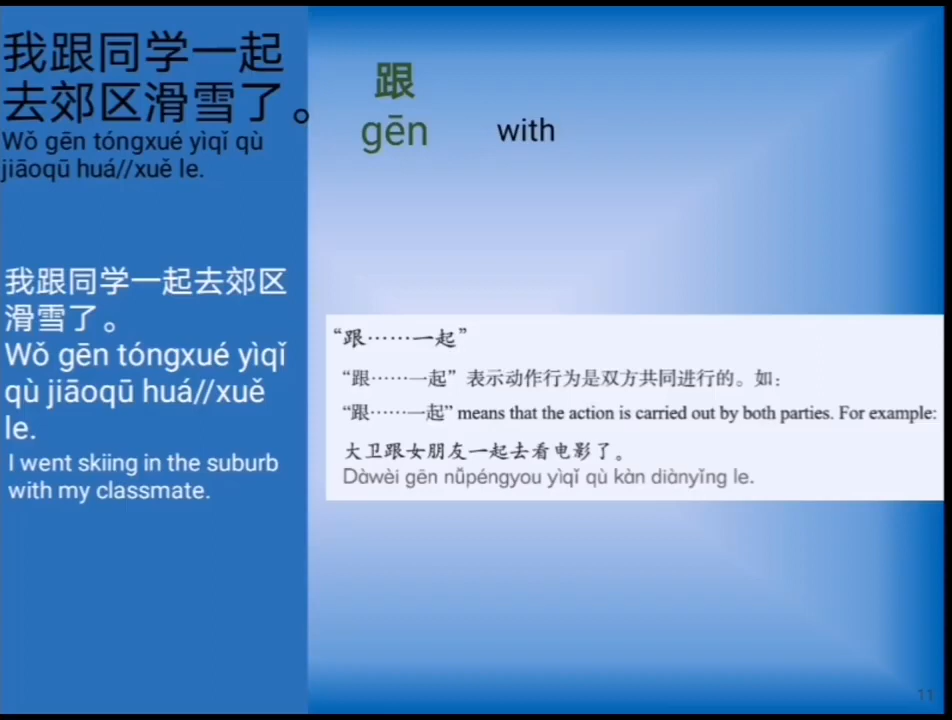 我跟同学一起
去郊区滑雪了。
Wǒ gēn tóngxué yìqǐ qù
jiāoqū huá//xuě le.
我跟同学一起去郊区
滑雪了。
Wǒ gēn tóngxué yìqǐ
qù jiāoqū huá//xuě
le.
I went skiing in the suburb
with my classmate.
跟
gēn
with
“跟……一起”
“跟……一起”表示动作行为是双方共同进行的。如：
“跟……一起” means that the action is carried out by both parties. For example:
大卫跟女朋友一起去看电影了。
Dàwèi gēn nǚpéngyou yìqǐ qù kàn diànyǐng le.
11